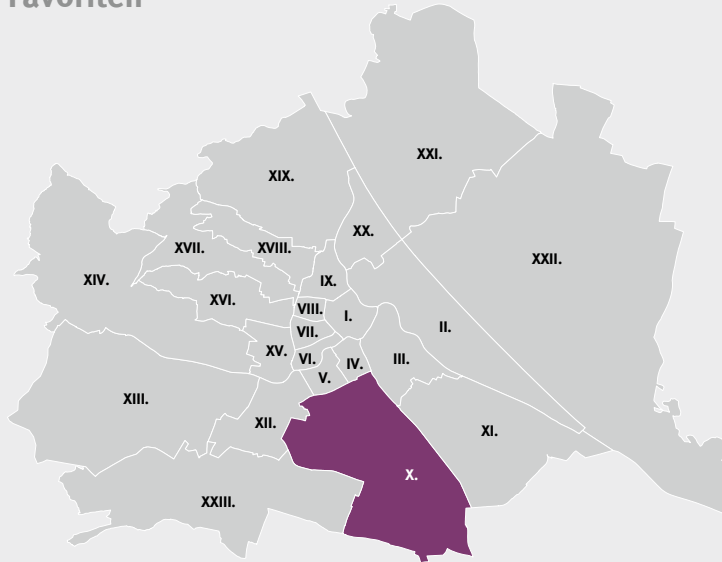 Favoriten
XXI.
XIX.
XX.
XVII.
XVIII.
XXII.
XIV.
IX.
XVI.
VIII.
I.
II.
VII.
XV.
VI.
IV.
III.
V.
XIII.
XII.
XI.
X.
XXIII.